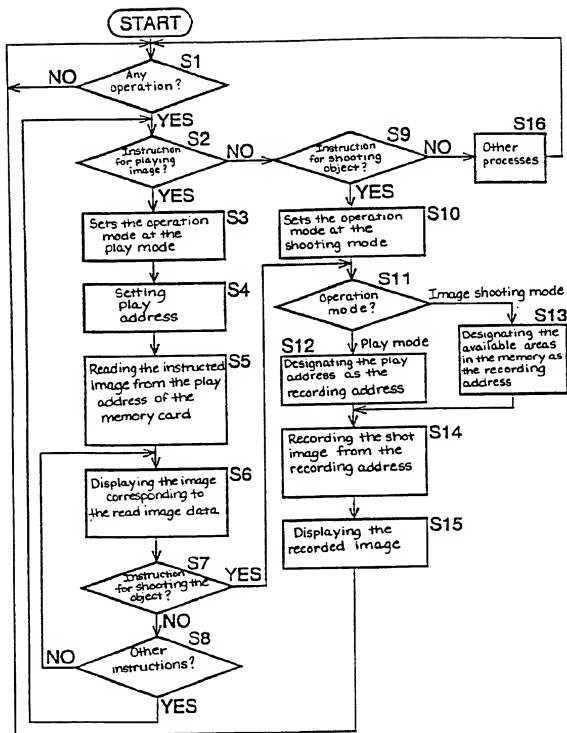 START
S1
Any
operation?
NO
YES
S2
Instruction
for playing
image?
NO
YES
S9
Instruction
for shooting
object?
NO
YES
S16
Other
processes
S3
Sets the operation
mode at the
play mode
S10
Sets the operation
mode at the
shooting mode
S4
Setting
play
address
S11
Operation
mode?
Image shooting mode
Play mode
S13
Designating the
available areas
in the memory as
the recording
address
S12
Designating the play
address as the
recording address
S5
Reading the instructed
image from the play
address of the
memory card
S14
Recording the shot
image from the
recording address
S6
Displaying the image
corresponding to
the read image data
S15
Displaying the
recorded image
S7
Instruction
for shooting the
object?
YES
NO
S8
Other
instructions?
NO
YES